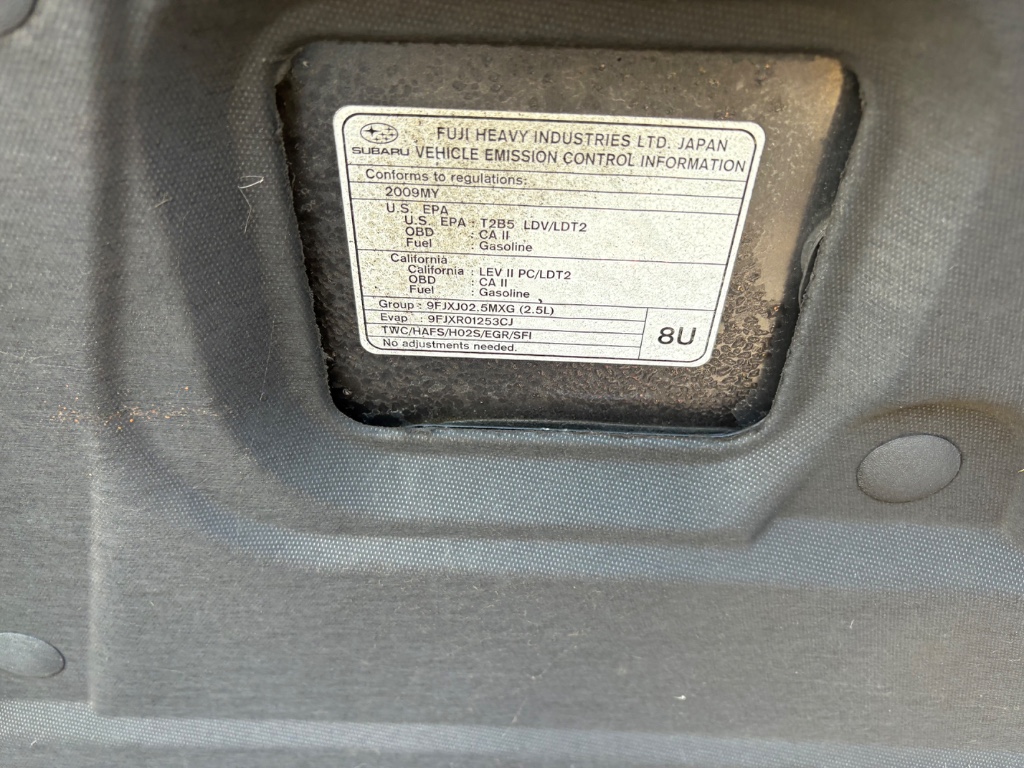 FUJI HEAVY INDUSTRIES LTD. JAPAN
SUBARU VEHICLE EMISSION CONTROL INFORMATION
Conforms to regulations:
2009MY
U.S. EPA
U.S. EPA : T2B5 LDV/LDT2
OBD : CA II
Fuel : Gasoline
California
California : LEV II PC/LDT2
OBD : CA II
Fuel : Gasoline
Group : 9FJXJ02.5MXG (2.5L)
Evap : 9FJXR01253CJ
TWC/HAFS/HO2S/EGR/SFI
No adjustments needed.
8U